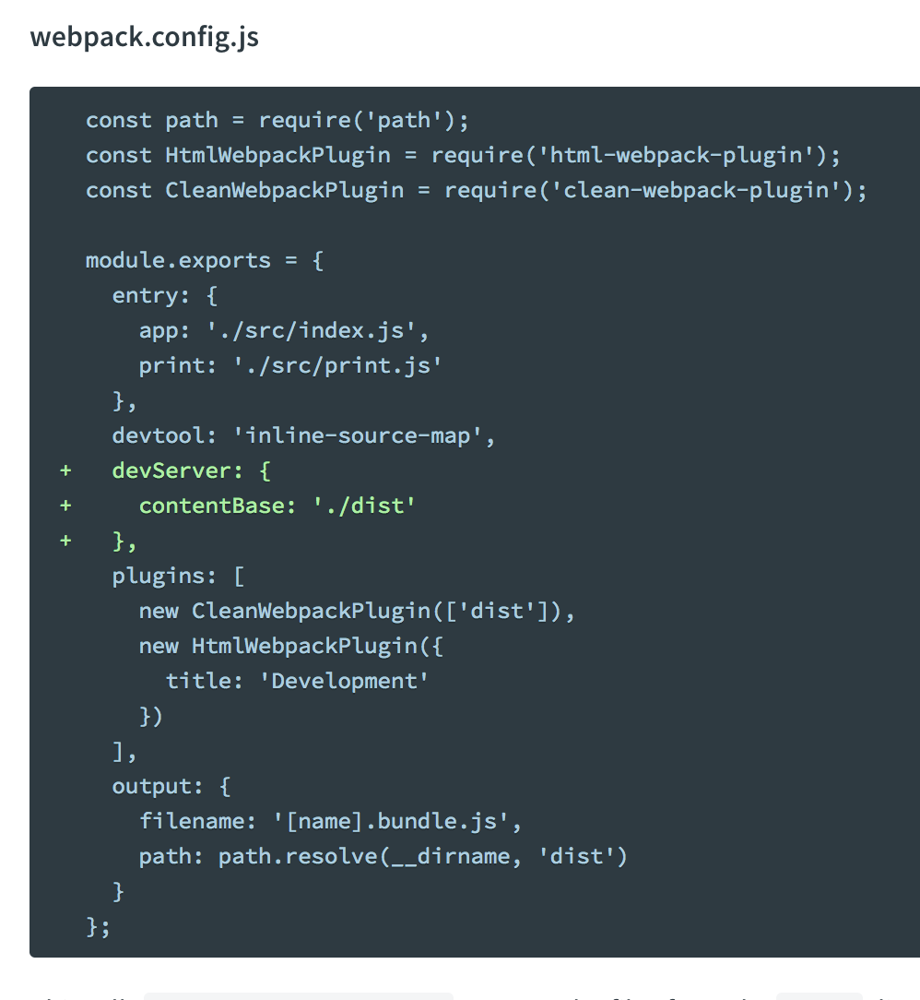 webpack.config.js
const path = require('path');
const HtmlWebpackPlugin = require('html-webpack-plugin');
const CleanWebpackPlugin = require('clean-webpack-plugin');
module.exports = {
entry: {
app: './src/index.js',
print: './src/print.js'
},
devtool: 'inline-source-map',
+ devServer: {
+ contentBase: './dist'
+ },
plugins: [
new CleanWebpackPlugin(['dist']),
new HtmlWebpackPlugin({
title: 'Development'
})
],
output: {
filename: '[name].bundle.js',
path: path.resolve(__dirname, 'dist')
}
};